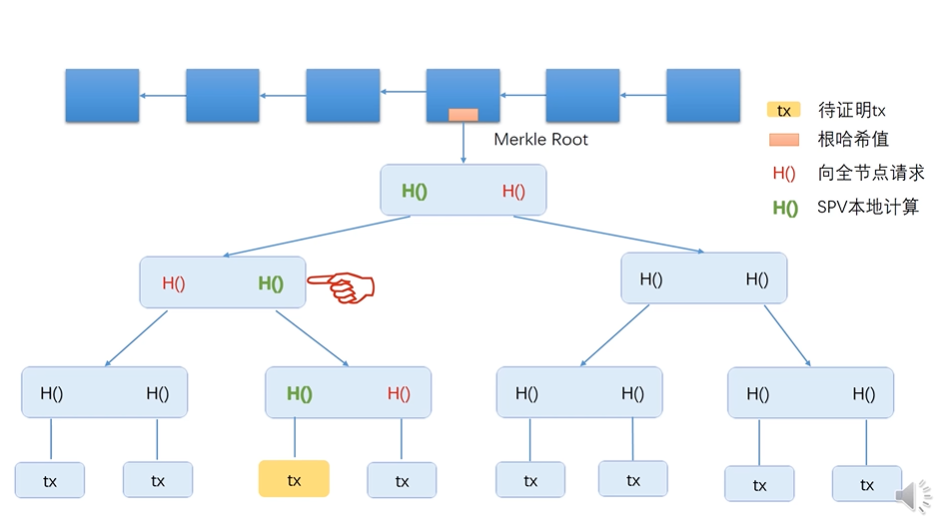 Merkle Root
tx 待证明tx
根哈希值
H() 向全节点请求
H() SPV本地计算
H() H()
H() H() H() H()
H() H() H() H() H() H() H() H()
tx tx tx tx tx tx tx tx